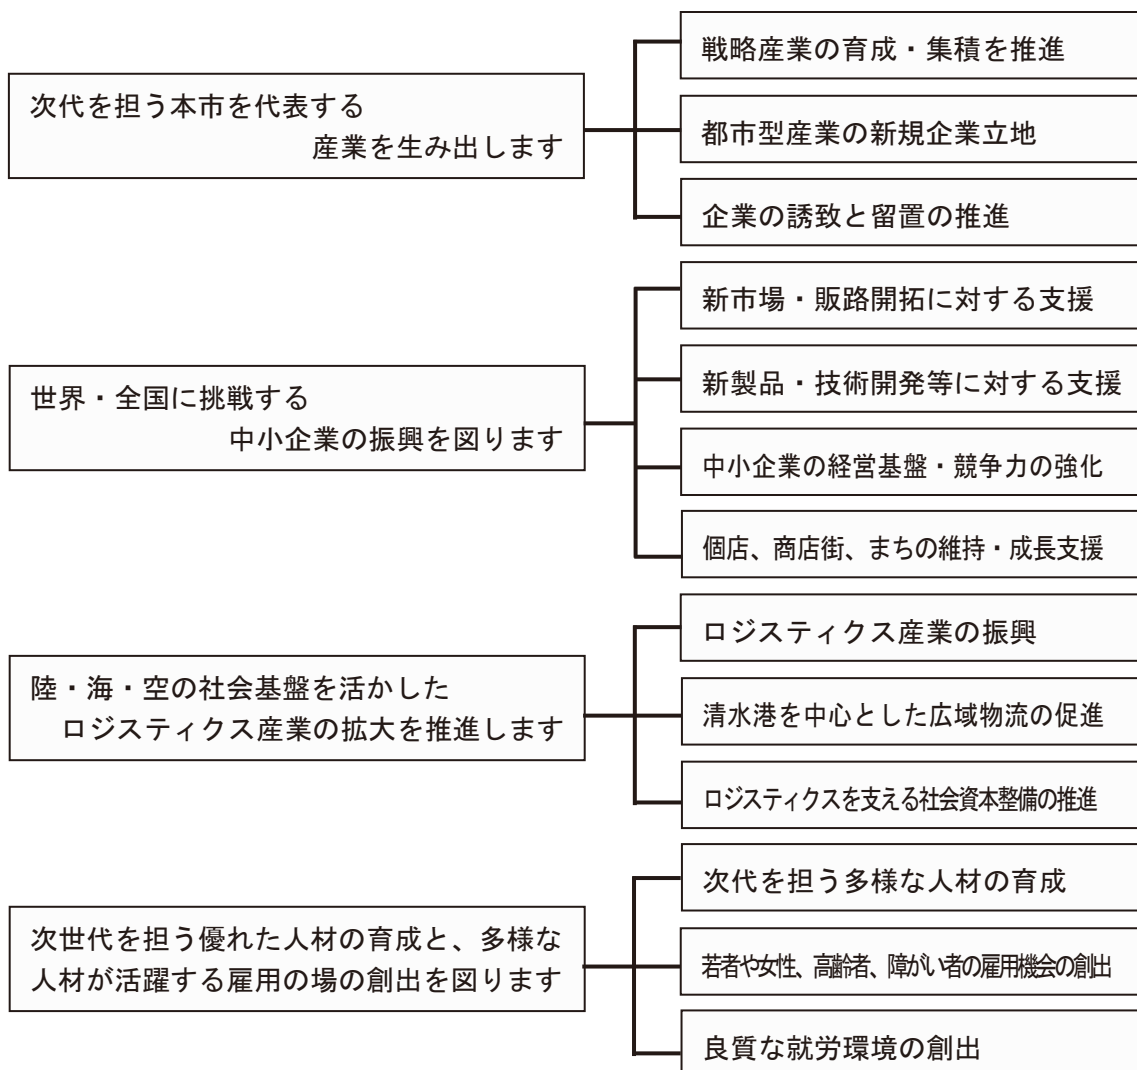 次代を担う本市を代表する
産業を生み出します
戦略産業の育成・集積を推進
都市型産業の新規企業立地
企業の誘致と留置の推進
世界・全国に挑戦する
中小企業の振興を図ります
新市場・販路開拓に対する支援
新製品・技術開発等に対する支援
中小企業の経営基盤・競争力の強化
個店、商店街、まちの維持・成長支援
陸・海・空の社会基盤を活かした
ロジスティクス産業の拡大を推進します
ロジスティクス産業の振興
清水港を中心とした広域物流の促進
ロジスティクスを支える社会資本整備の推進
次世代を担う優れた人材の育成と、多様な
人材が活躍する雇用の場の創出を図ります
次代を担う多様な人材の育成
若者や女性、高齢者、障がい者の雇用機会の創出
良質な就労環境の創出